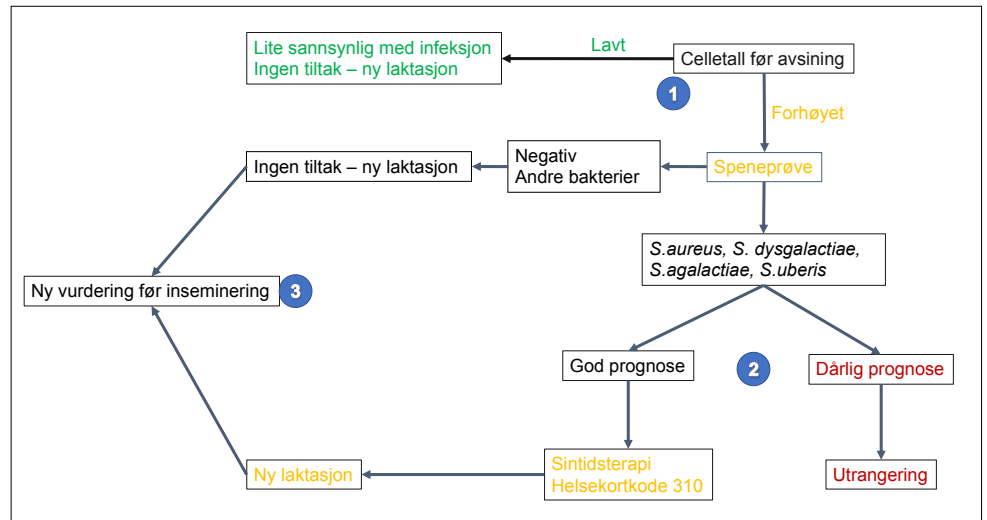 Lite sannsynlig med infeksjon
Ingen tiltak – ny laktasjon
Lavt
Celletall før avsining
1
Forhøyet
Ingen tiltak – ny laktasjon
Negativ
Andre bakterier
Speneprøve
S.aureus, S. dysgalactiae,
S.agalactiae, S.uberis
Ny vurdering før inseminering
3
God prognose
2
Dårlig prognose
Ny laktasjon
Sintidsterapi
Helsekortkode 310
Utrangering